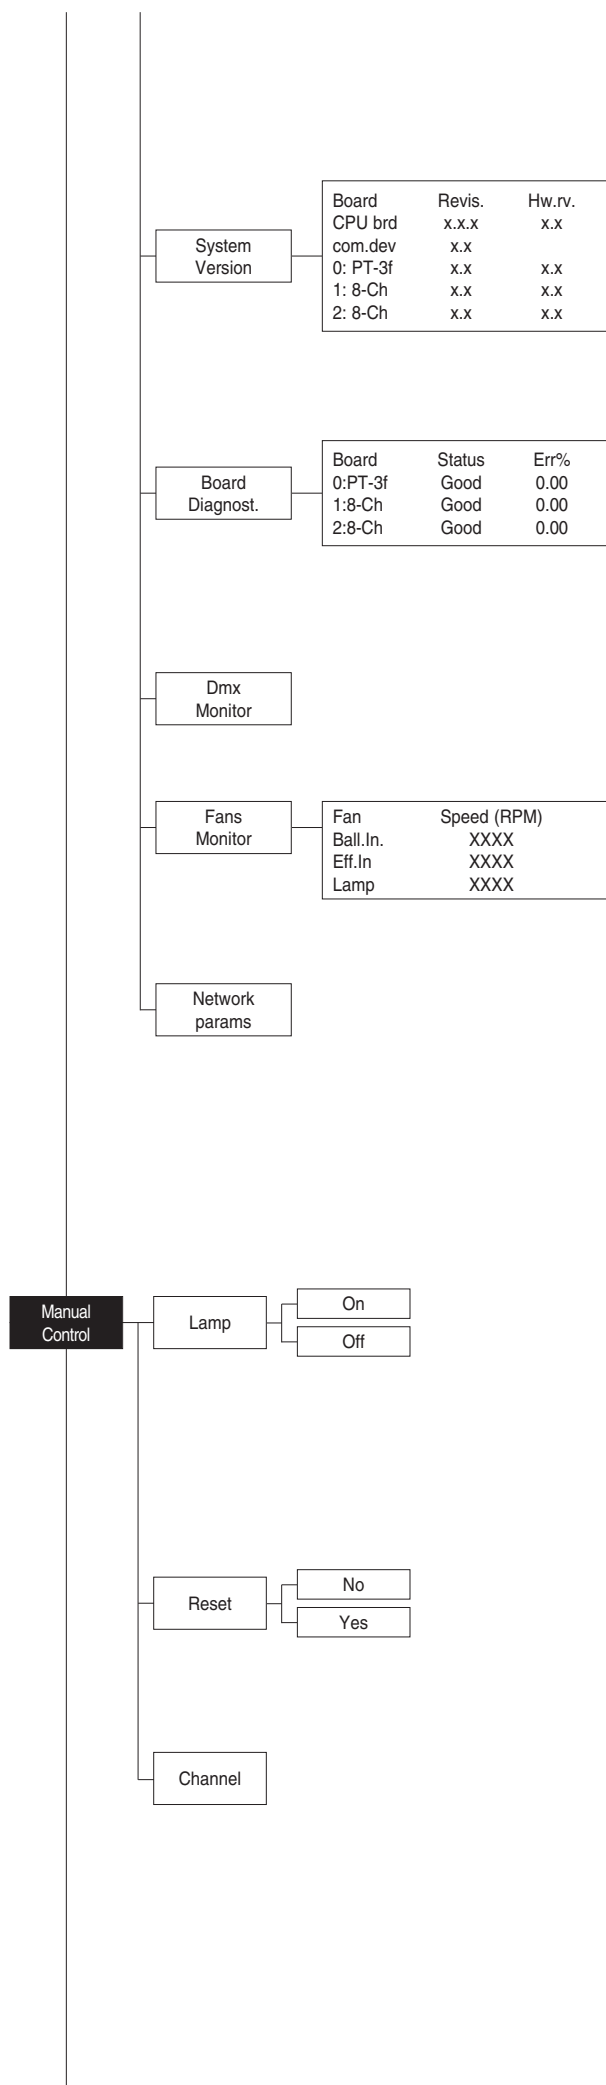 System
Version
Board Revis. Hw.rv.
CPU brd x.x.x x.x
com.dev x.x
0: PT-3f x.x x.x
1: 8-Ch x.x x.x
2: 8-Ch x.x x.x
Board
Diagnost.
Board Status Err%
0:PT-3f Good 0.00
1:8-Ch Good 0.00
2:8-Ch Good 0.00
Dmx
Monitor
Fans
Monitor
Fan Speed (RPM)
Ball.In. XXXX
Eff.In XXXX
Lamp XXXX
Network
params
Manual
Control
Lamp
On
Off
Reset
No
Yes
Channel